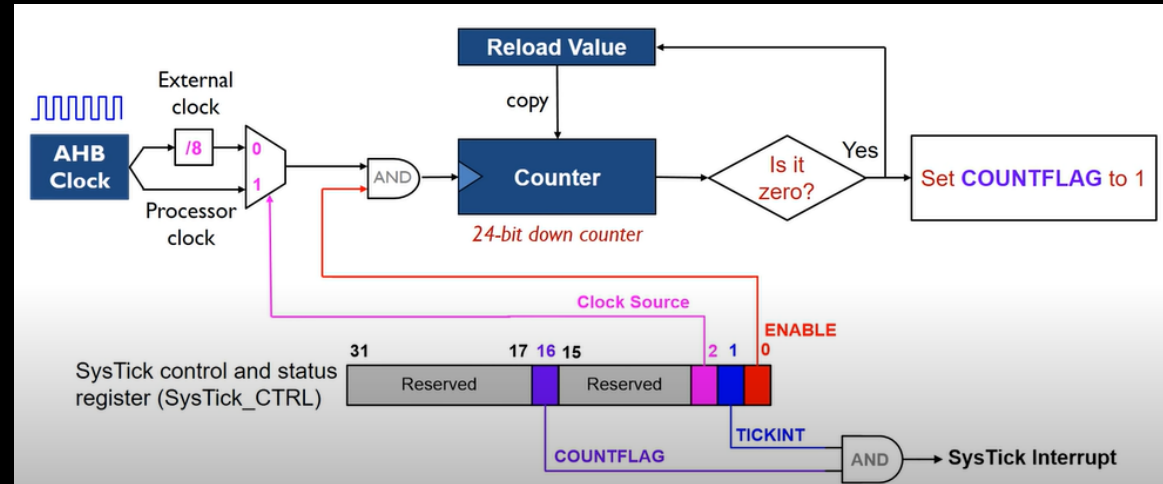 Reload Value
External
clock
copy
/8
0
AHB
Clock
1
AND
Counter
Is it
zero?
Yes
Set COUNTFLAG to 1
Processor
clock
24-bit down counter
Clock Source
ENABLE
31
17
16
15
2
1
0
SysTick control and status
register (SysTick_CTRL)
Reserved
Reserved
TICKINT
COUNTFLAG
AND
SysTick Interrupt